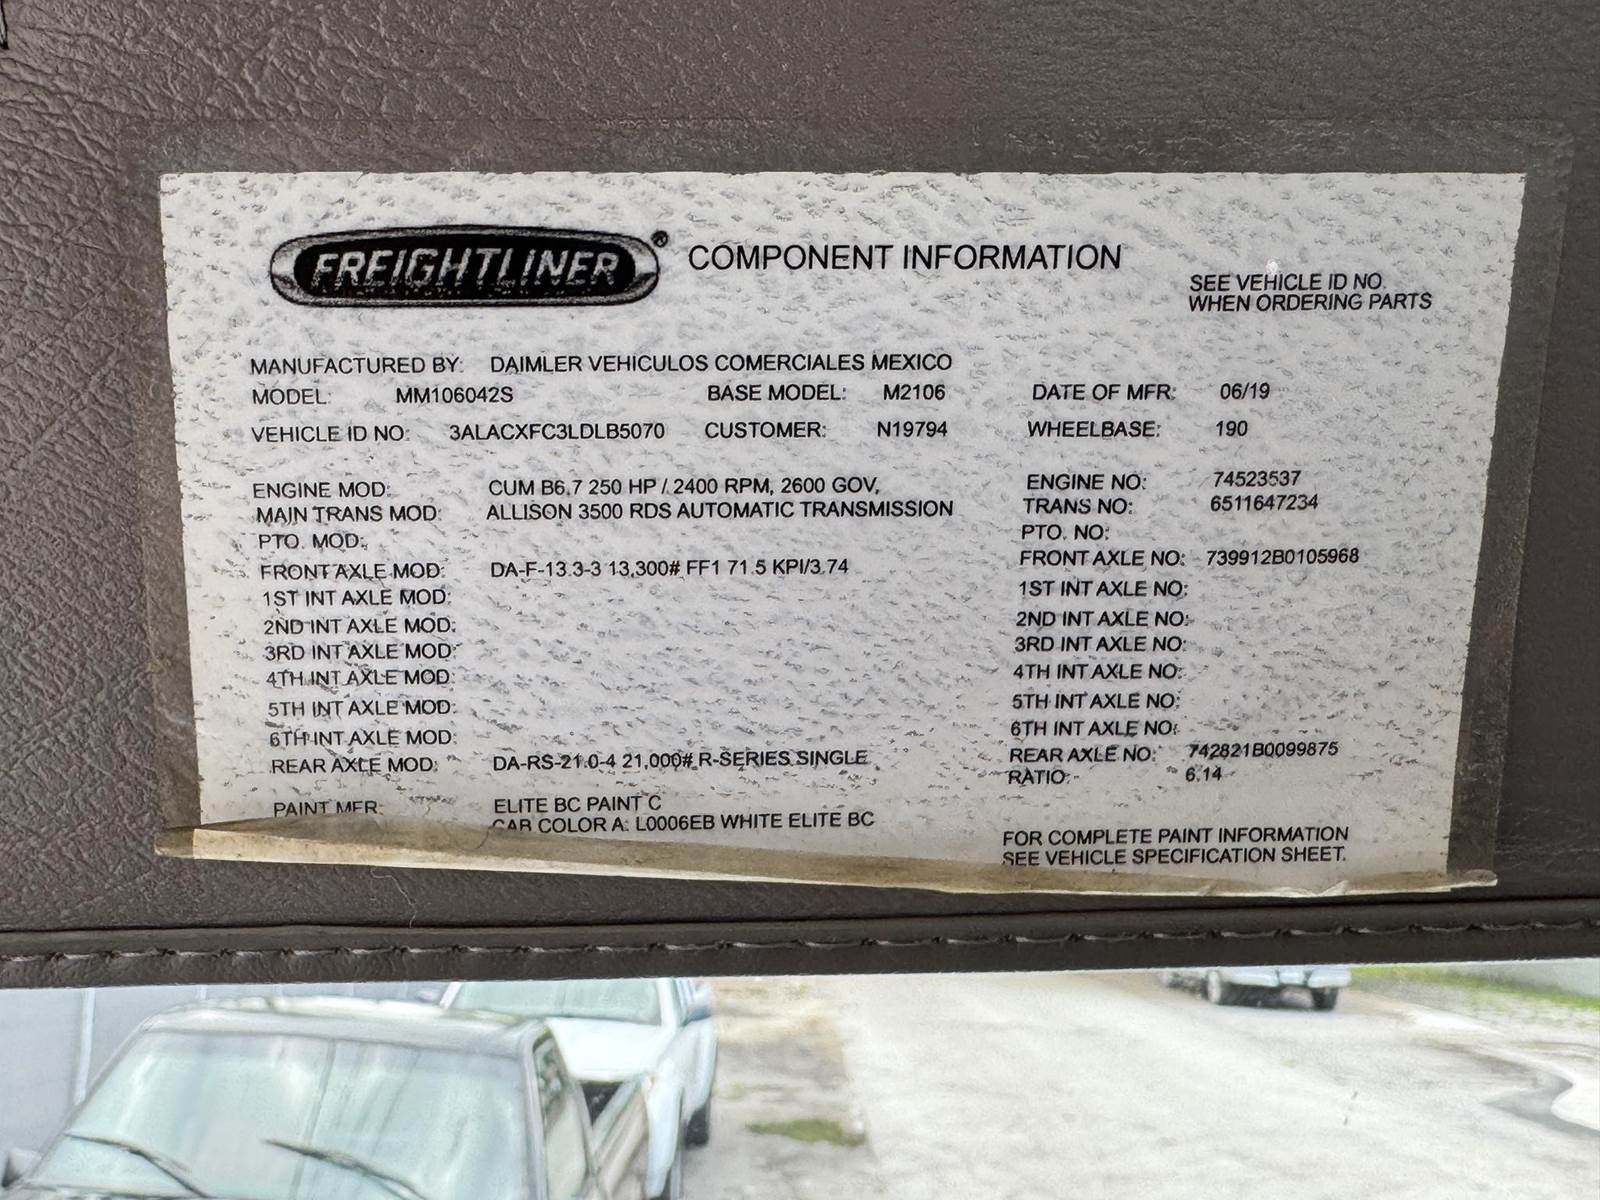 FREIGHTLINER® COMPONENT INFORMATION
SEE VEHICLE ID NO.
WHEN ORDERING PARTS
MANUFACTURED BY: DAIMLER VEHICULOS COMERCIALES MEXICO
MODEL: MM106042S BASE MODEL: M2106 DATE OF MFR: 06/19
VEHICLE ID NO: 3ALACXFC3LDLB5070 CUSTOMER: N19794 WHEELBASE: 190
ENGINE MOD: CUM B6.7 250 HP / 2400 RPM, 2600 GOV, ENGINE NO: 74523537
MAIN TRANS MOD: ALLISON 3500 RDS AUTOMATIC TRANSMISSION TRANS NO: 6511647234
PTO. MOD: PTO. NO:
FRONT AXLE MOD: DA-F-13.3-3 13,300# FF1 71.5 KPI/3.74 FRONT AXLE NO: 739912B0105968
1ST INT AXLE MOD: 1ST INT AXLE NO:
2ND INT AXLE MOD: 2ND INT AXLE NO:
3RD INT AXLE MOD: 3RD INT AXLE NO:
4TH INT AXLE MOD: 4TH INT AXLE NO:
5TH INT AXLE MOD: 5TH INT AXLE NO:
6TH INT AXLE MOD: 6TH INT AXLE NO:
REAR AXLE MOD: DA-RS-21.0-4 21,000# R-SERIES SINGLE REAR AXLE NO: 742821B0099875
RATIO: 6.14
PAINT MFR: ELITE BC PAINT C
CAB COLOR A: L0006EB WHITE ELITE BC
FOR COMPLETE PAINT INFORMATION
SEE VEHICLE SPECIFICATION SHEET.